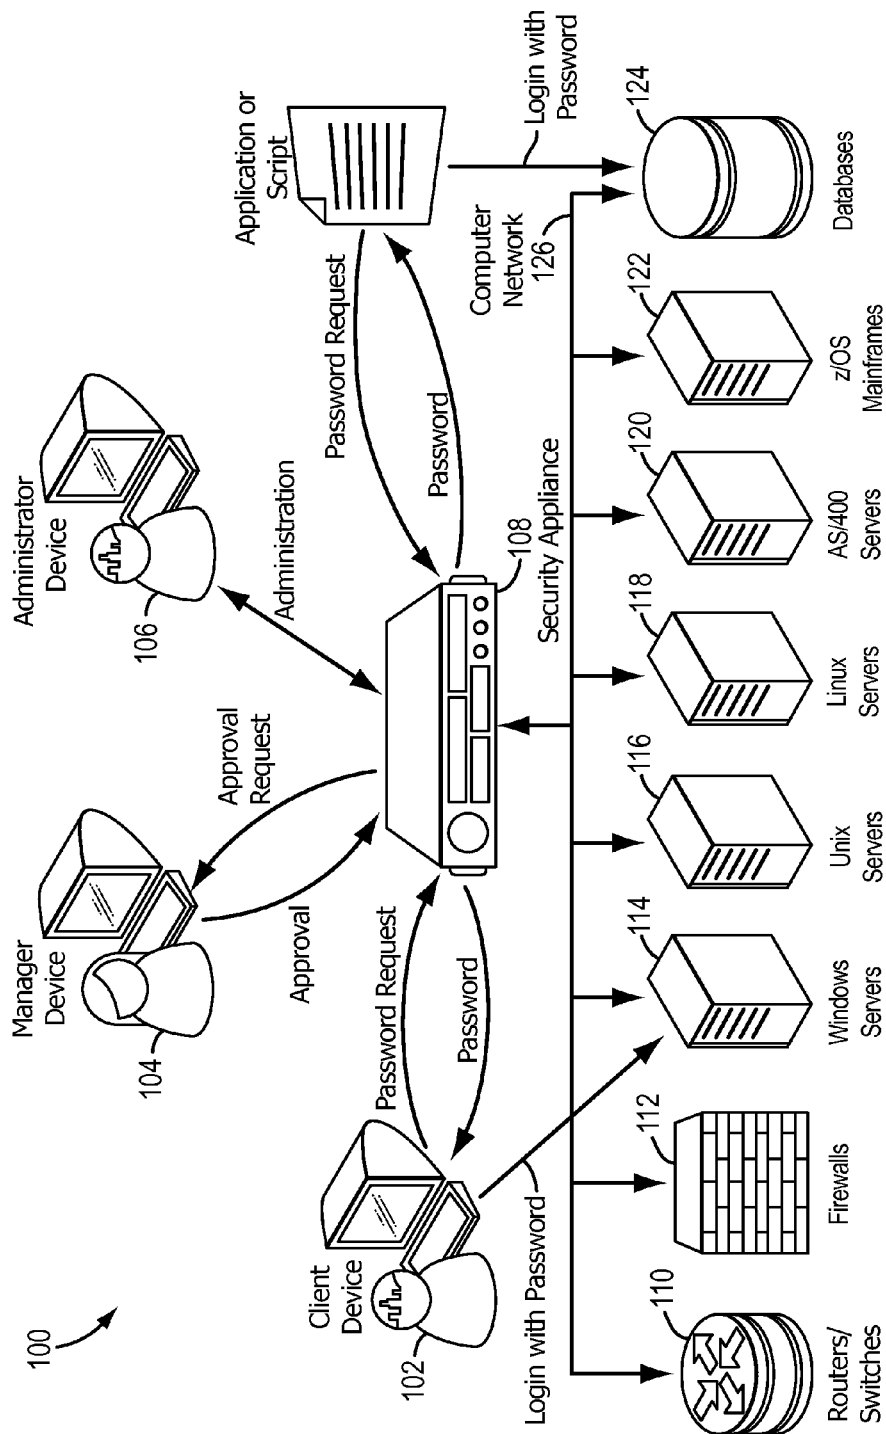 100
Manager
Device
104
Administrator
Device
106
Approval
Request
Approval
Administration
Client
Device
102
Password Request
Password
Password Request
Password
Application or
Script
Login with
Password
108
Security Appliance
Computer
Network
126
Login with Password
110
112
114
116
118
120
122
124
Routers/
Switches
Firewalls
Windows
Servers
Unix
Servers
Linux
Servers
AS/400
Servers
z/OS
Mainframes
Databases